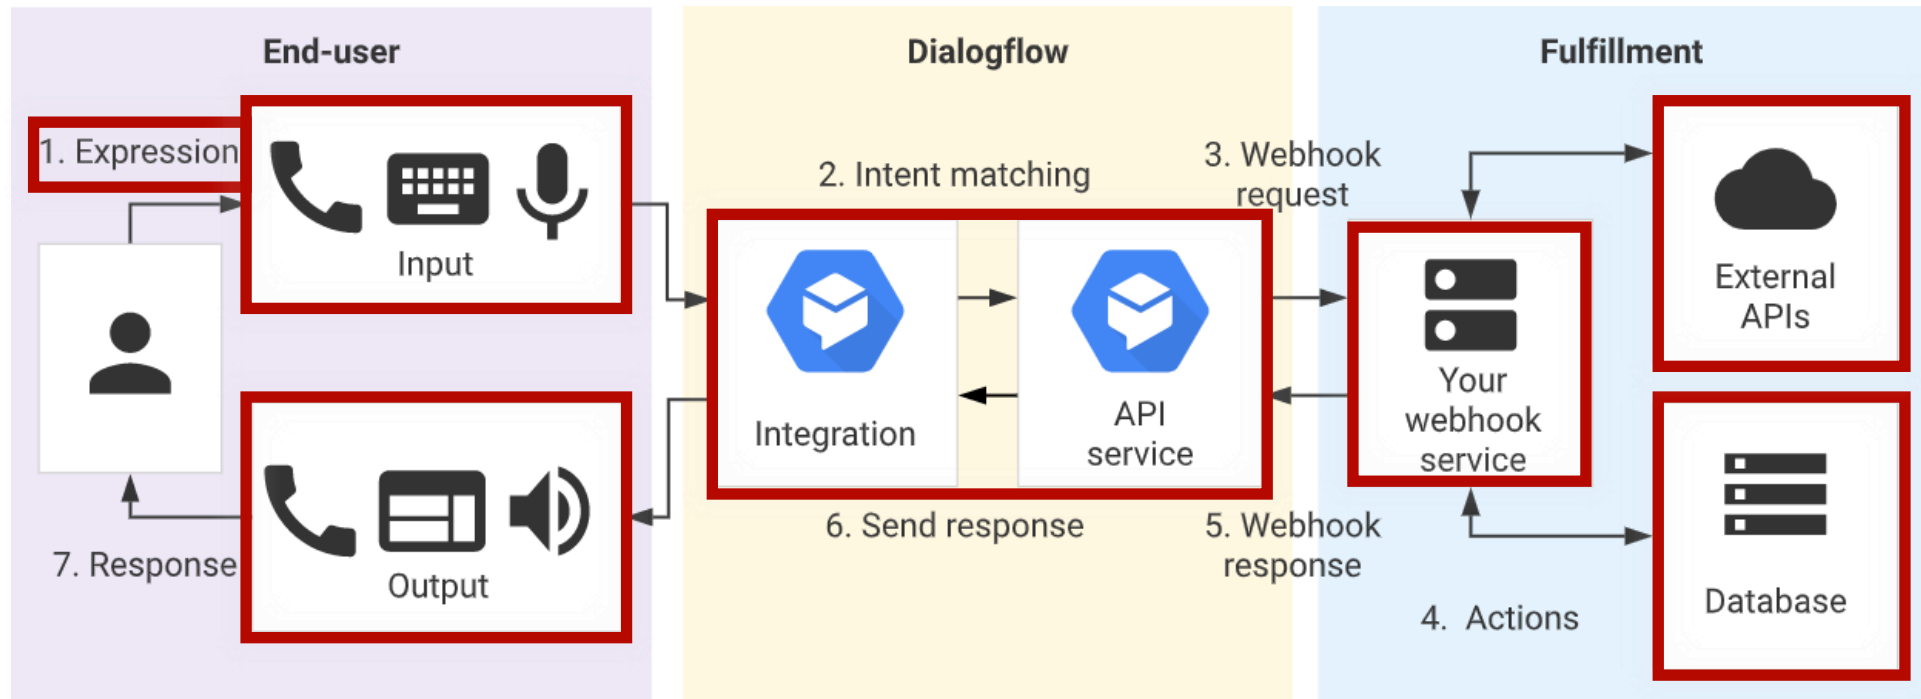 End-user
Dialogflow
Fulfillment
1. Expression
Input
2. Intent matching
3. Webhook
request
External
APIs
Integration
API
service
Your
webhook
service
7. Response
Output
6. Send response
5. Webhook
response
4. Actions
Database